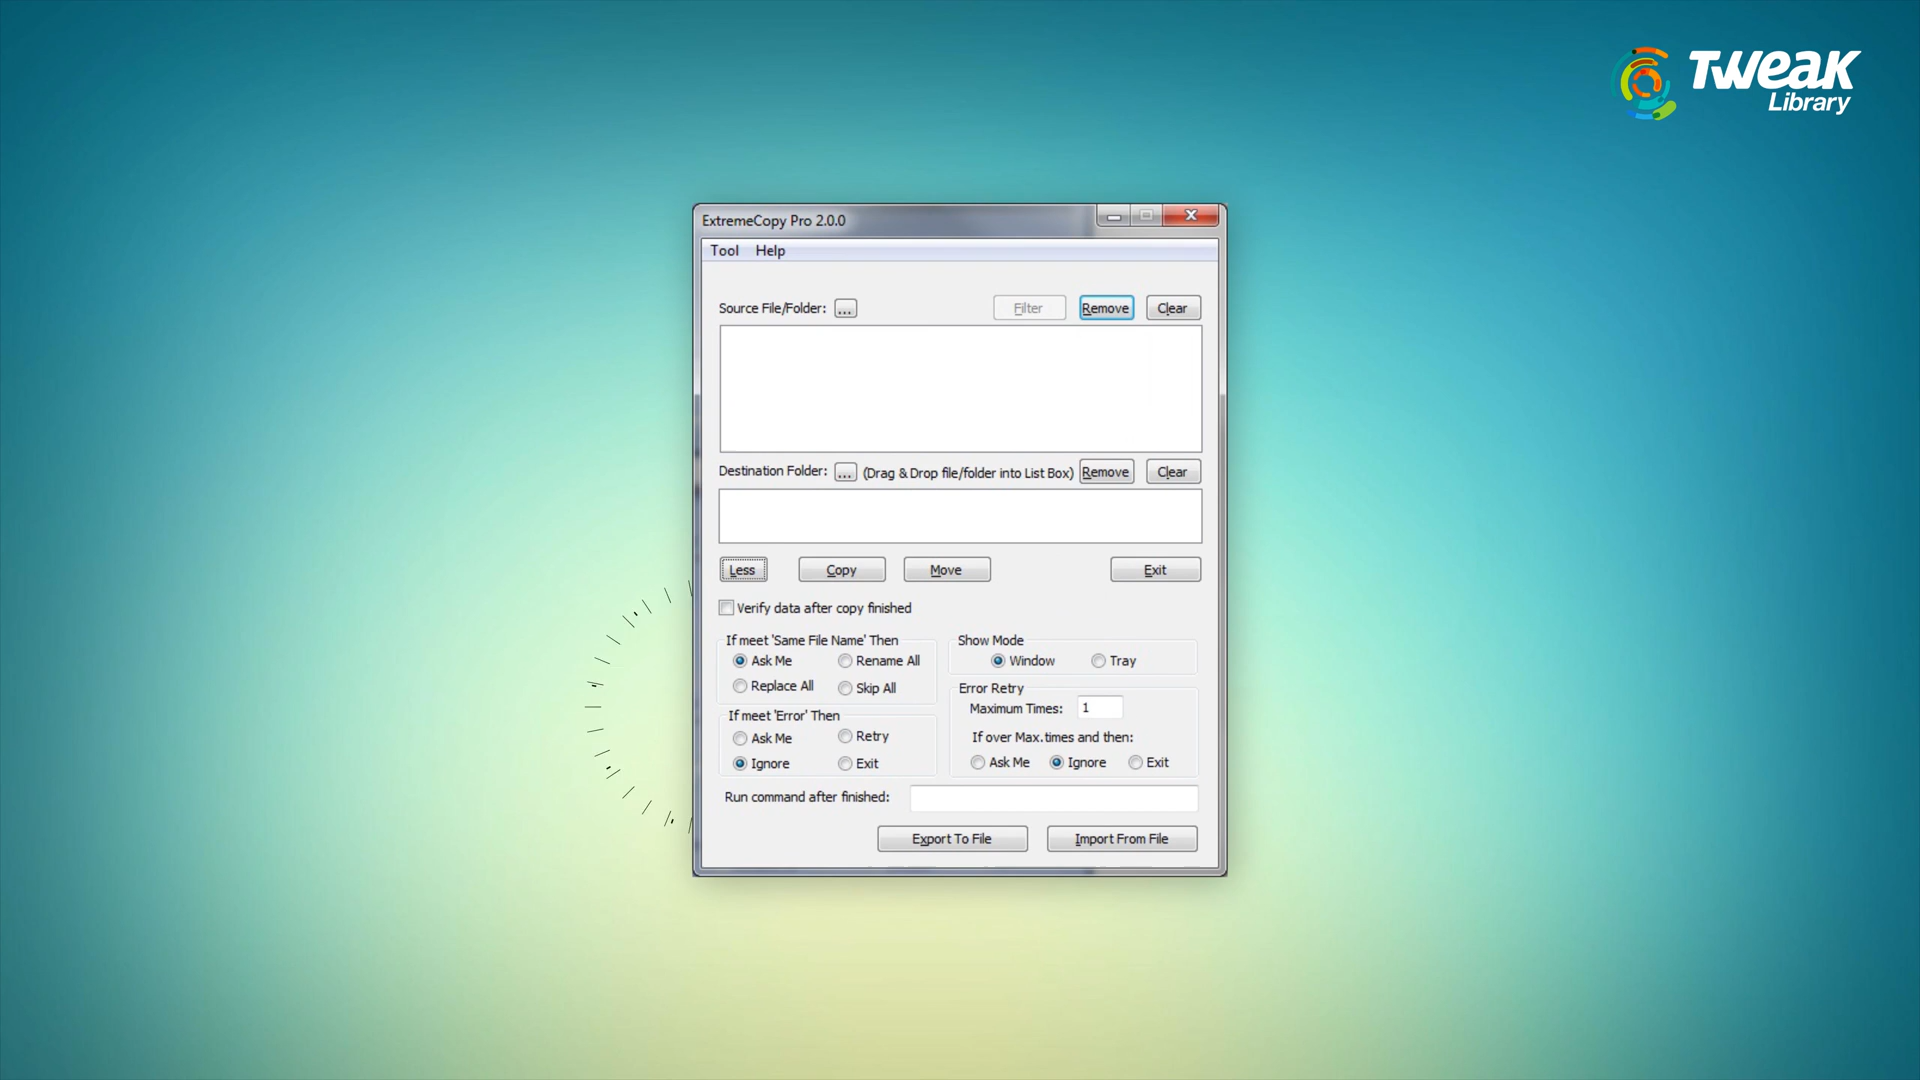 TWEAK
Library
ExtremeCopy Pro 2.0.0
Tool Help
Source File/Folder: ... Filter Remove Clear
Destination Folder: ... (Drag & Drop file/folder into List Box) Remove Clear
Less Copy Move Exit
Verify data after copy finished
If meet 'Same File Name' Then
Ask Me Rename All
Replace All Skip All
Show Mode
Window Tray
If meet 'Error' Then
Ask Me Retry
Ignore Exit
Error Retry
Maximum Times: 1
If over Max.times and then:
Ask Me Ignore Exit
Run command after finished:
Export To File Import From File